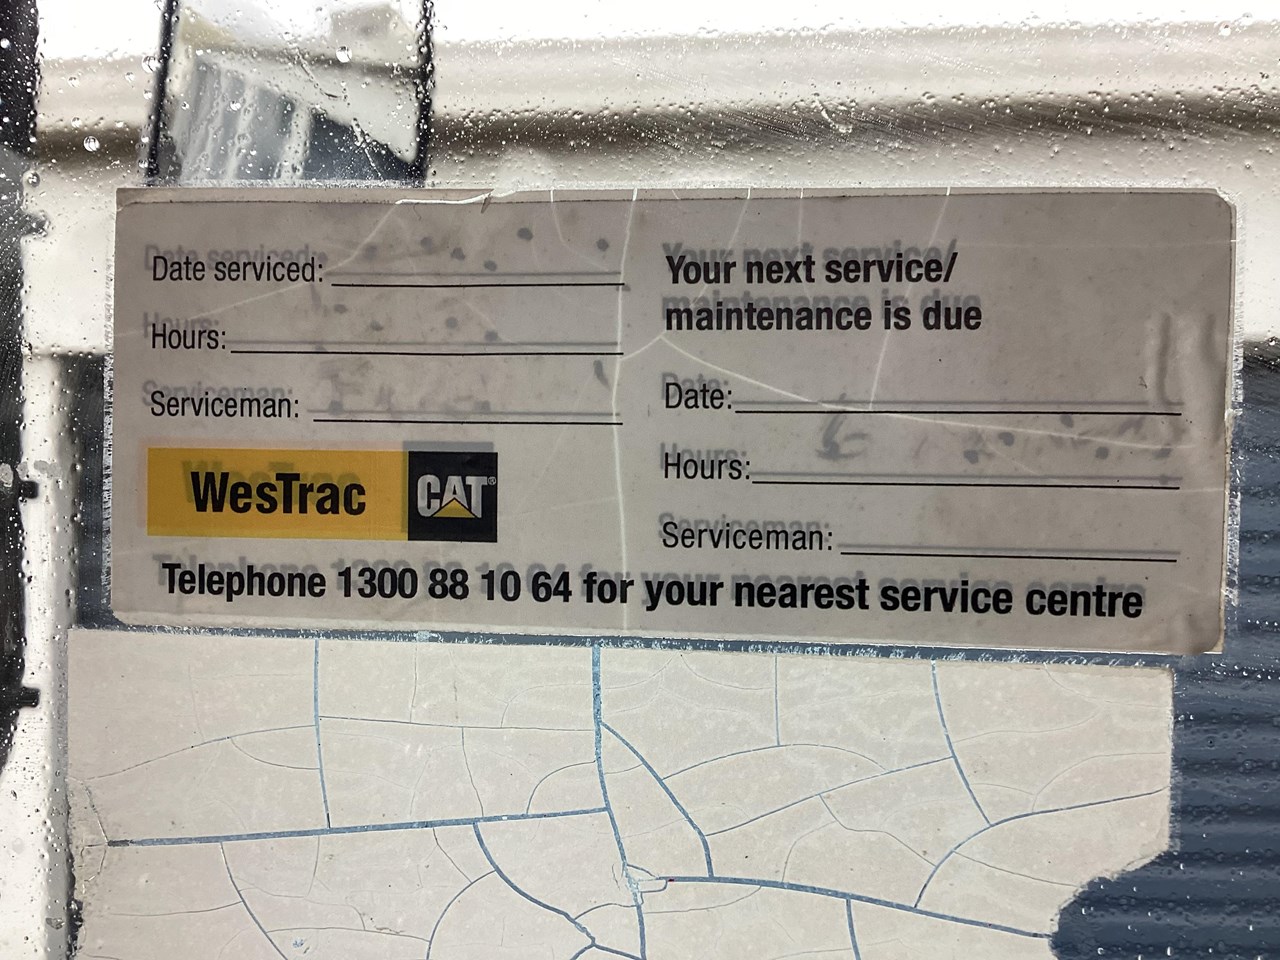 Date serviced:
Hours:
Serviceman:
WesTrac CAT®
Your next service/
maintenance is due
Date:
Hours:
Serviceman:
Telephone 1300 88 10 64 for your nearest service centre